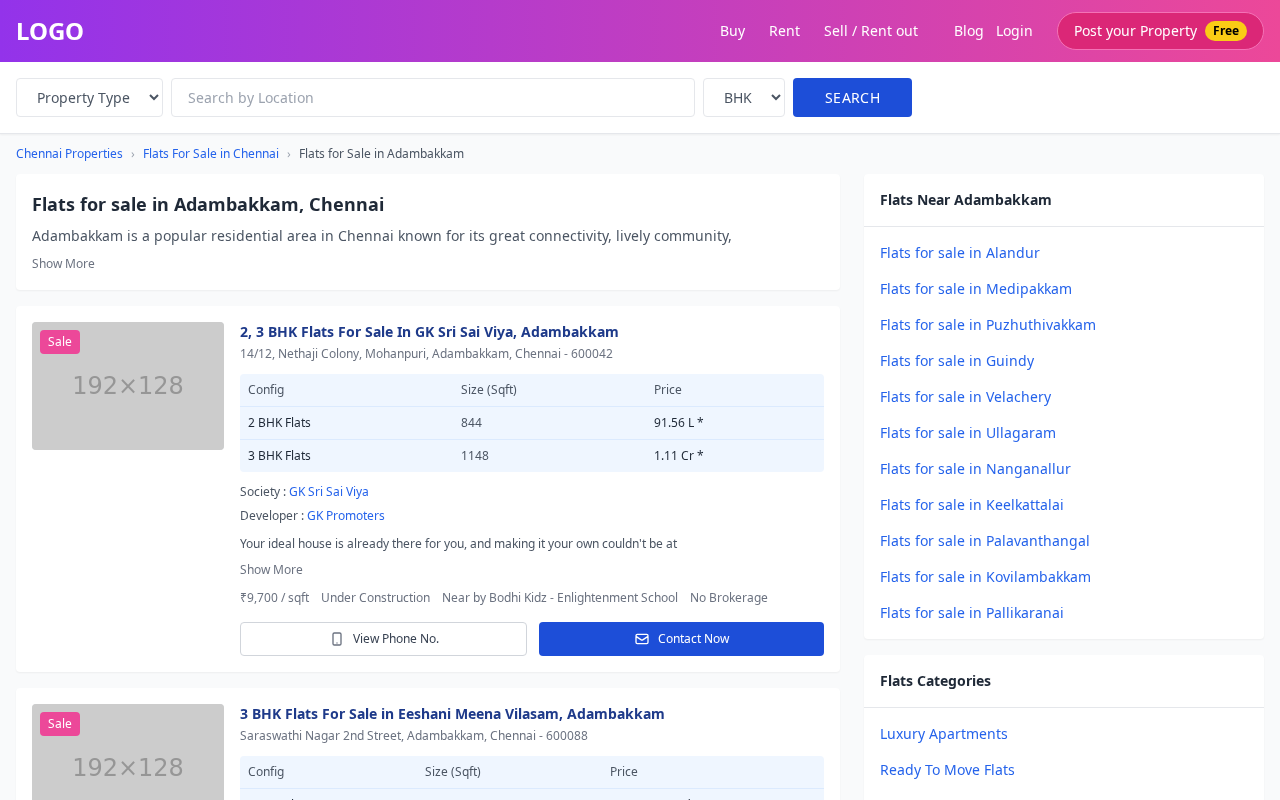 LOGO
Buy Rent Sell / Rent out Blog Login Post your Property Free
Property Type Search by Location BHK SEARCH
Chennai Properties › Flats For Sale in Chennai › Flats for Sale in Adambakkam
Flats for sale in Adambakkam, Chennai
Adambakkam is a popular residential area in Chennai known for its great connectivity, lively community,
Show More
Sale
192×128
2, 3 BHK Flats For Sale In GK Sri Sai Viya, Adambakkam
14/12, Nethaji Colony, Mohanpuri, Adambakkam, Chennai - 600042
Config Size (Sqft) Price
2 BHK Flats 844 91.56 L *
3 BHK Flats 1148 1.11 Cr *
Society : GK Sri Sai Viya
Developer : GK Promoters
Your ideal house is already there for you, and making it your own couldn't be at
Show More
₹9,700 / sqft Under Construction Near by Bodhi Kidz - Enlightenment School No Brokerage
View Phone No. Contact Now
Sale
192×128
3 BHK Flats For Sale in Eeshani Meena Vilasam, Adambakkam
Saraswathi Nagar 2nd Street, Adambakkam, Chennai - 600088
Config Size (Sqft) Price
Flats Near Adambakkam
Flats for sale in Alandur
Flats for sale in Medipakkam
Flats for sale in Puzhuthivakkam
Flats for sale in Guindy
Flats for sale in Velachery
Flats for sale in Ullagaram
Flats for sale in Nanganallur
Flats for sale in Keelkattalai
Flats for sale in Palavanthangal
Flats for sale in Kovilambakkam
Flats for sale in Pallikaranai
Flats Categories
Luxury Apartments
Ready To Move Flats